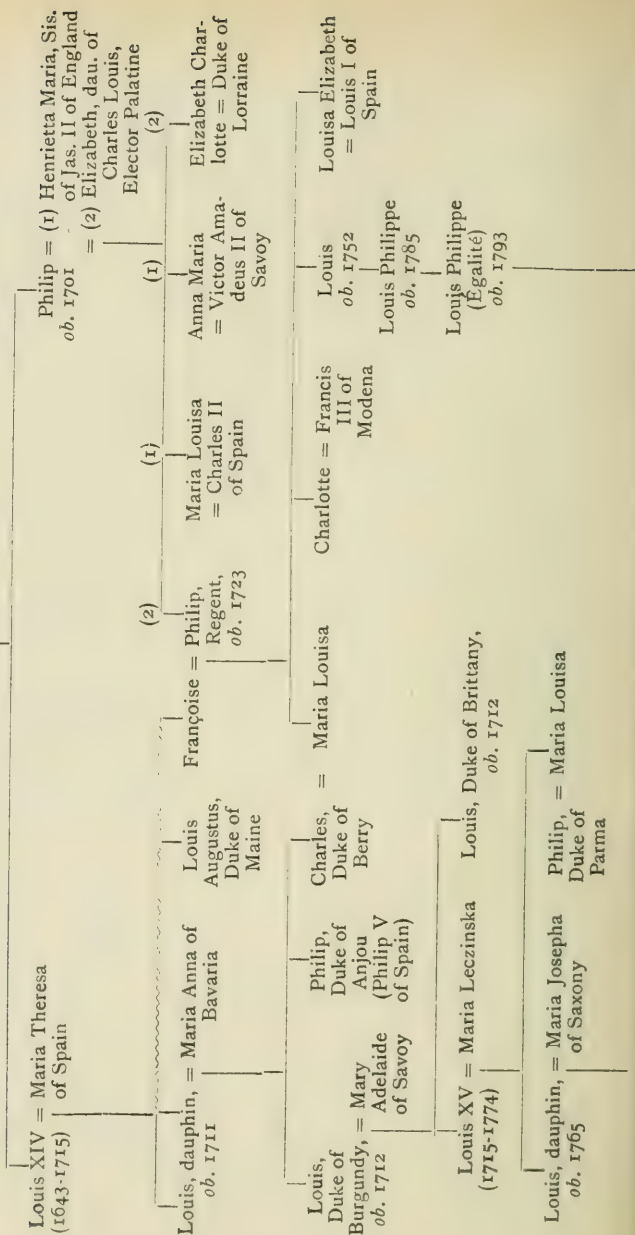 Louis XIV = Maria Theresa
(1643-1715) of Spain
Philip = (1) Henrietta Maria, Sis.
ob. 1701 of Jas. II of England
= (2) Elizabeth, dau. of
Charles Louis,
Elector Palatine
Louis, dauphin, = Maria Anna of
ob. 1711 Bavaria
Louis
Augustus,
Duke of
Maine
(2)
Françoise = Philip,
Regent,
ob. 1723
(1)
Maria Louisa
= Charles II
of Spain
(1)
Anna Maria
= Victor Ama-
deus II of
Savoy
(2)
Elizabeth Char-
lotte = Duke of
Lorraine
Louis,
Duke of
Burgundy, = Mary
ob. 1712 Adelaide
of Savoy
Philip,
Duke of
Anjou
(Philip V
of Spain)
Charles, = Maria Louisa
Duke of
Berry
Charlotte = Francis
III of
Modena
Louis
ob. 1752
Louis Philippe
ob. 1785
Louis Philippe
(Égalité)
ob. 1793
Louisa Elizabeth
= Louis I of
Spain
Louis XV = Maria Leczinska
(1715-1774)
Louis, Duke of Brittany,
ob. 1712
Louis, dauphin, = Maria Josepha
ob. 1765 of Saxony
Philip, = Maria Louisa
Duke of
Parma